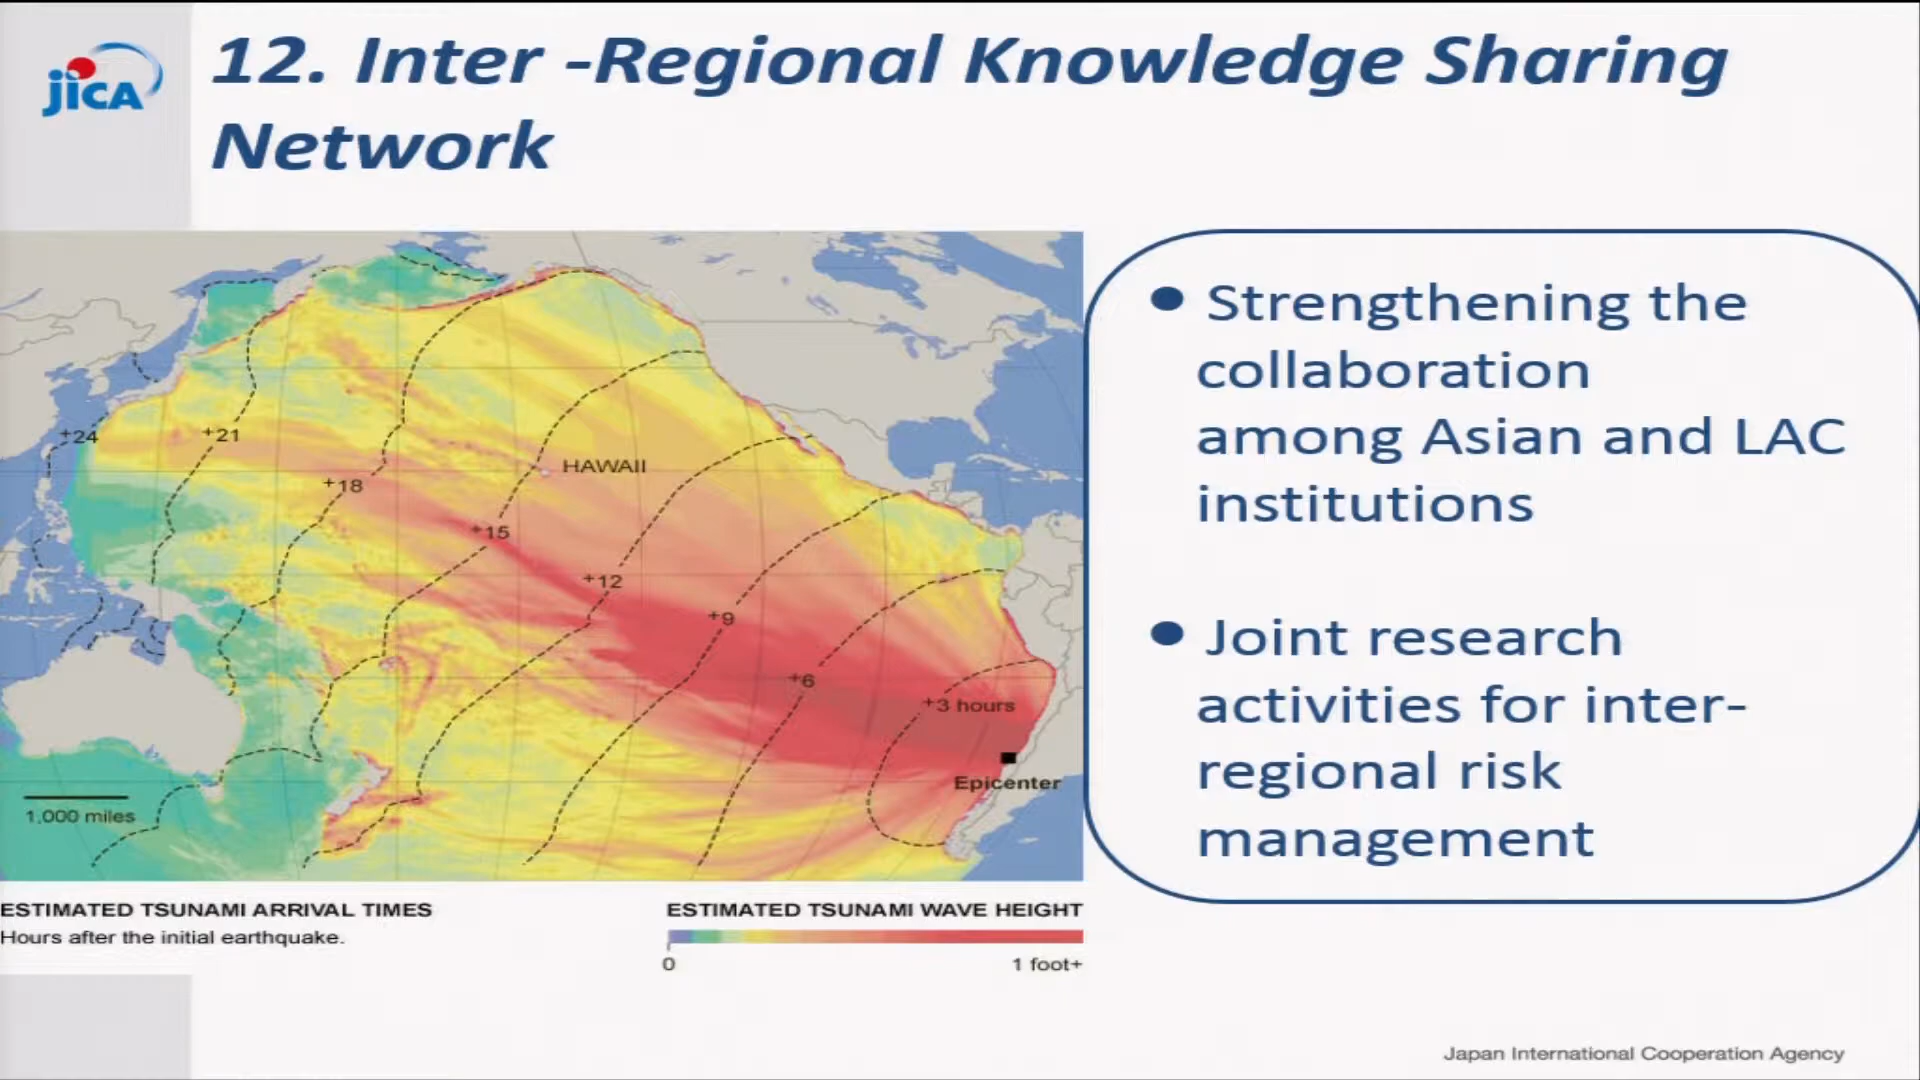 JICA
12. Inter -Regional Knowledge Sharing
Network
+24
+21
+18
HAWAII
+15
+12
+9
+6
+3 hours
Epicenter
1,000 miles
ESTIMATED TSUNAMI ARRIVAL TIMES
Hours after the initial earthquake.
ESTIMATED TSUNAMI WAVE HEIGHT
0
1 foot+
● Strengthening the
collaboration
among Asian and LAC
institutions
● Joint research
activities for inter-
regional risk
management
Japan International Cooperation Agency